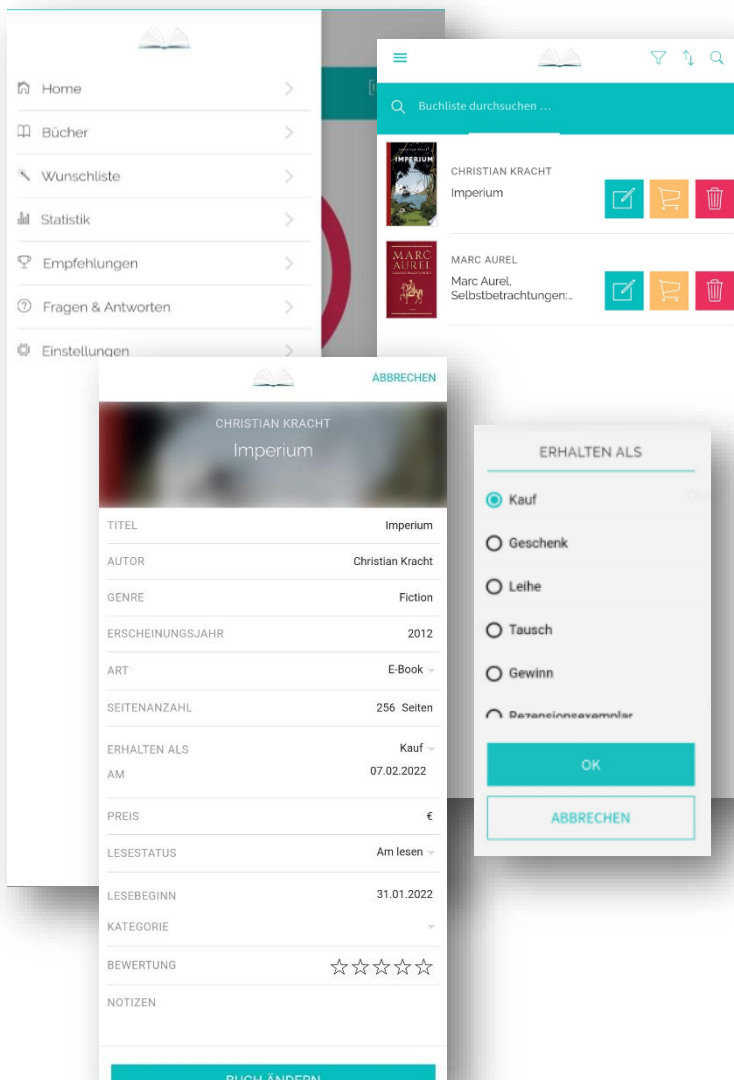 Home
Bücher
Wunschliste
Statistik
Empfehlungen
Fragen & Antworten
Einstellungen
Buchliste durchsuchen ...
IMPERIUM
CHRISTIAN KRACHT
Imperium
MARC
AUREL
MARC AUREL
Marc Aurel,
Selbstbetrachtungen:..
ABBRECHEN
CHRISTIAN KRACHT
Imperium
TITEL Imperium
AUTOR Christian Kracht
GENRE Fiction
ERSCHEINUNGSJAHR 2012
ART E-Book
SEITENANZAHL 256 Seiten
ERHALTEN ALS Kauf
AM 07.02.2022
PREIS €
LESESTATUS Am lesen
LESEBEGINN 31.01.2022
KATEGORIE
BEWERTUNG
NOTIZEN
BUCH ÄNDERN
ERHALTEN ALS
Kauf
Geschenk
Leihe
Tausch
Gewinn
Rezensionsexemplar
OK
ABBRECHEN